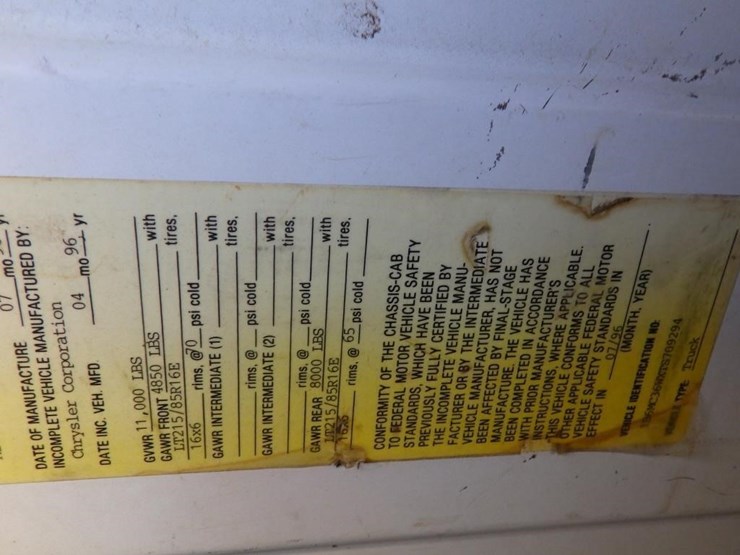 DATE OF MANUFACTURE 07 mo yr
INCOMPLETE VEHICLE MANUFACTURED BY:
Chrysler Corporation
DATE INC. VEH. MFD. 04 mo 96 yr
GVWR 11,000 LBS
GAWR FRONT 4850 LBS with
LT215/85R16E tires,
16x6 rims, @ 70 psi cold
GAWR INTERMEDIATE (1) with
tires,
rims, @ psi cold
GAWR INTERMEDIATE (2) with
tires,
rims, @ psi cold
GAWR REAR 8000 LBS with
LT215/85R16E tires,
16x6 rims, @ 65 psi cold
CONFORMITY OF THE CHASSIS-CAB
TO FEDERAL MOTOR VEHICLE SAFETY
STANDARDS, WHICH HAVE BEEN
PREVIOUSLY FULLY CERTIFIED BY
THE INCOMPLETE VEHICLE MANU-
FACTURER OR BY THE INTERMEDIATE
VEHICLE MANUFACTURER, HAS NOT
BEEN AFFECTED BY FINAL-STAGE
MANUFACTURE. THE VEHICLE HAS
BEEN COMPLETED IN ACCORDANCE
WITH PRIOR MANUFACTURER'S
INSTRUCTIONS, WHERE APPLICABLE.
THIS VEHICLE CONFORMS TO ALL
OTHER APPLICABLE FEDERAL MOTOR
VEHICLE SAFETY STANDARDS IN
EFFECT IN 07/96
(MONTH, YEAR)
VEHICLE IDENTIFICATION NO:
VEHICLE TYPE Truck